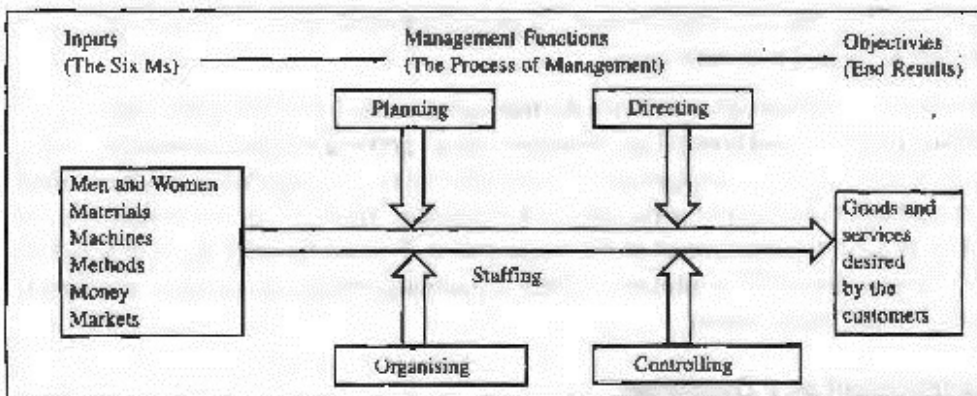 Inputs
(The Six Ms)
Management Functions
(The Process of Management)
Objectivies
(End Results)
Planning
Directing
Men and Women
Materials
Machines
Methods
Money
Markets
Staffing
Goods and
services
desired
by the
customers
Organising
Controlling